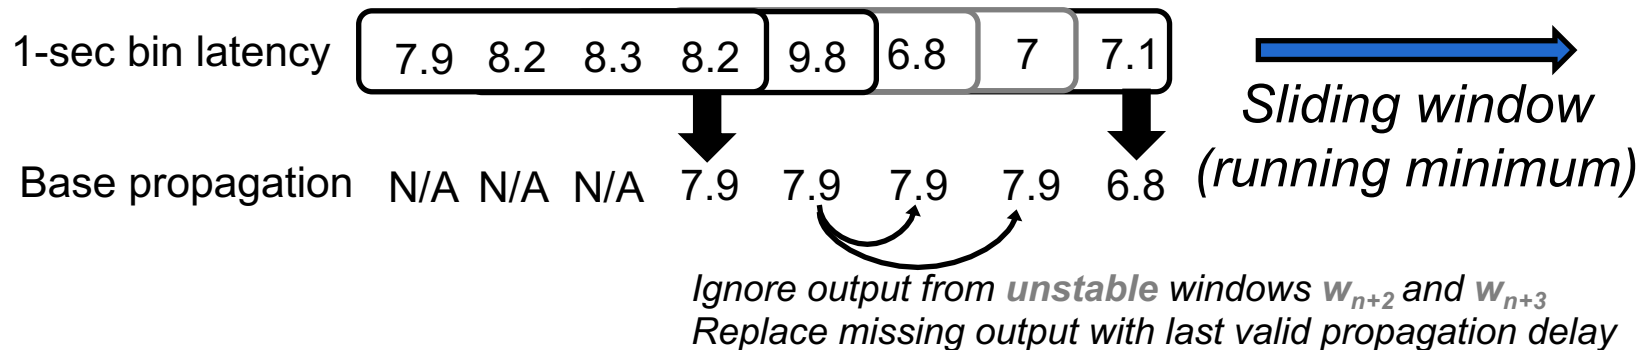 1-sec bin latency 7.9 8.2 8.3 8.2 9.8 6.8 7 7.1
Sliding window
(running minimum)
Base propagation N/A N/A N/A 7.9 7.9 7.9 7.9 6.8
Ignore output from unstable windows wn+2 and wn+3
Replace missing output with last valid propagation delay